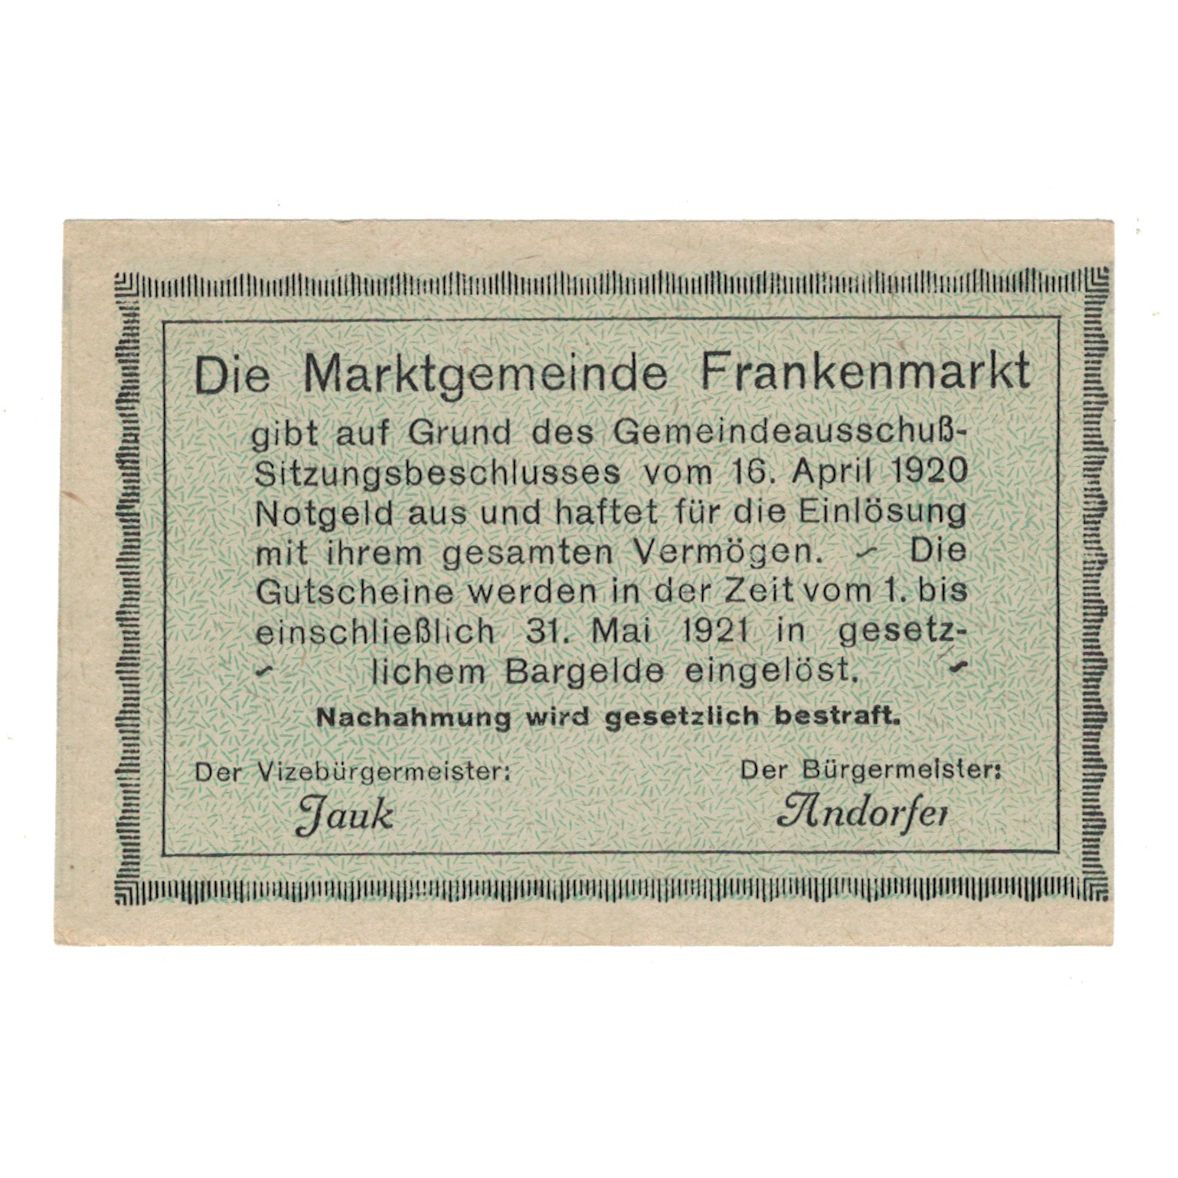 Die Marktgemeinde Frankenmarkt
gibt auf Grund des Gemeindeausschuß-
Sitzungsbeschlusses vom 16. April 1920
Notgeld aus und haftet für die Einlösung
mit ihrem gesamten Vermögen. – Die
Gutscheine werden in der Zeit vom 1. bis
einschließlich 31. Mai 1921 in gesetz-
– lichem Bargelde eingelöst. –
Nachahmung wird gesetzlich bestraft.
Der Vizebürgermeister: Der Bürgermeister:
Jauk Andorfer